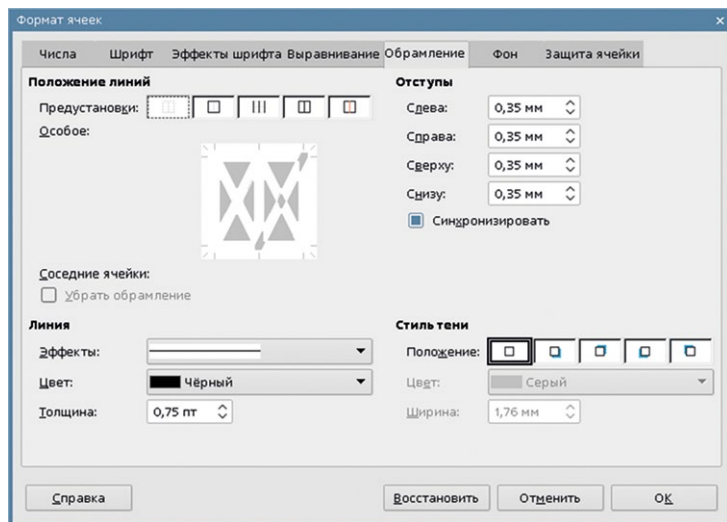 Формат ячеек
Числа Шрифт Эффекты шрифта Выравнивание Обрамление Фон Защита ячейки
Положение линий
Предустановки:
Особое:
Соседние ячейки:
Убрать обрамление
Отступы
Слева: 0,35 мм
Справа: 0,35 мм
Сверху: 0,35 мм
Снизу: 0,35 мм
Синхронизировать
Линия
Эффекты:
Цвет: Чёрный
Толщина: 0,75 пт
Стиль тени
Положение:
Цвет: Серый
Ширина: 1,76 мм
Справка Восстановить Отменить ОК